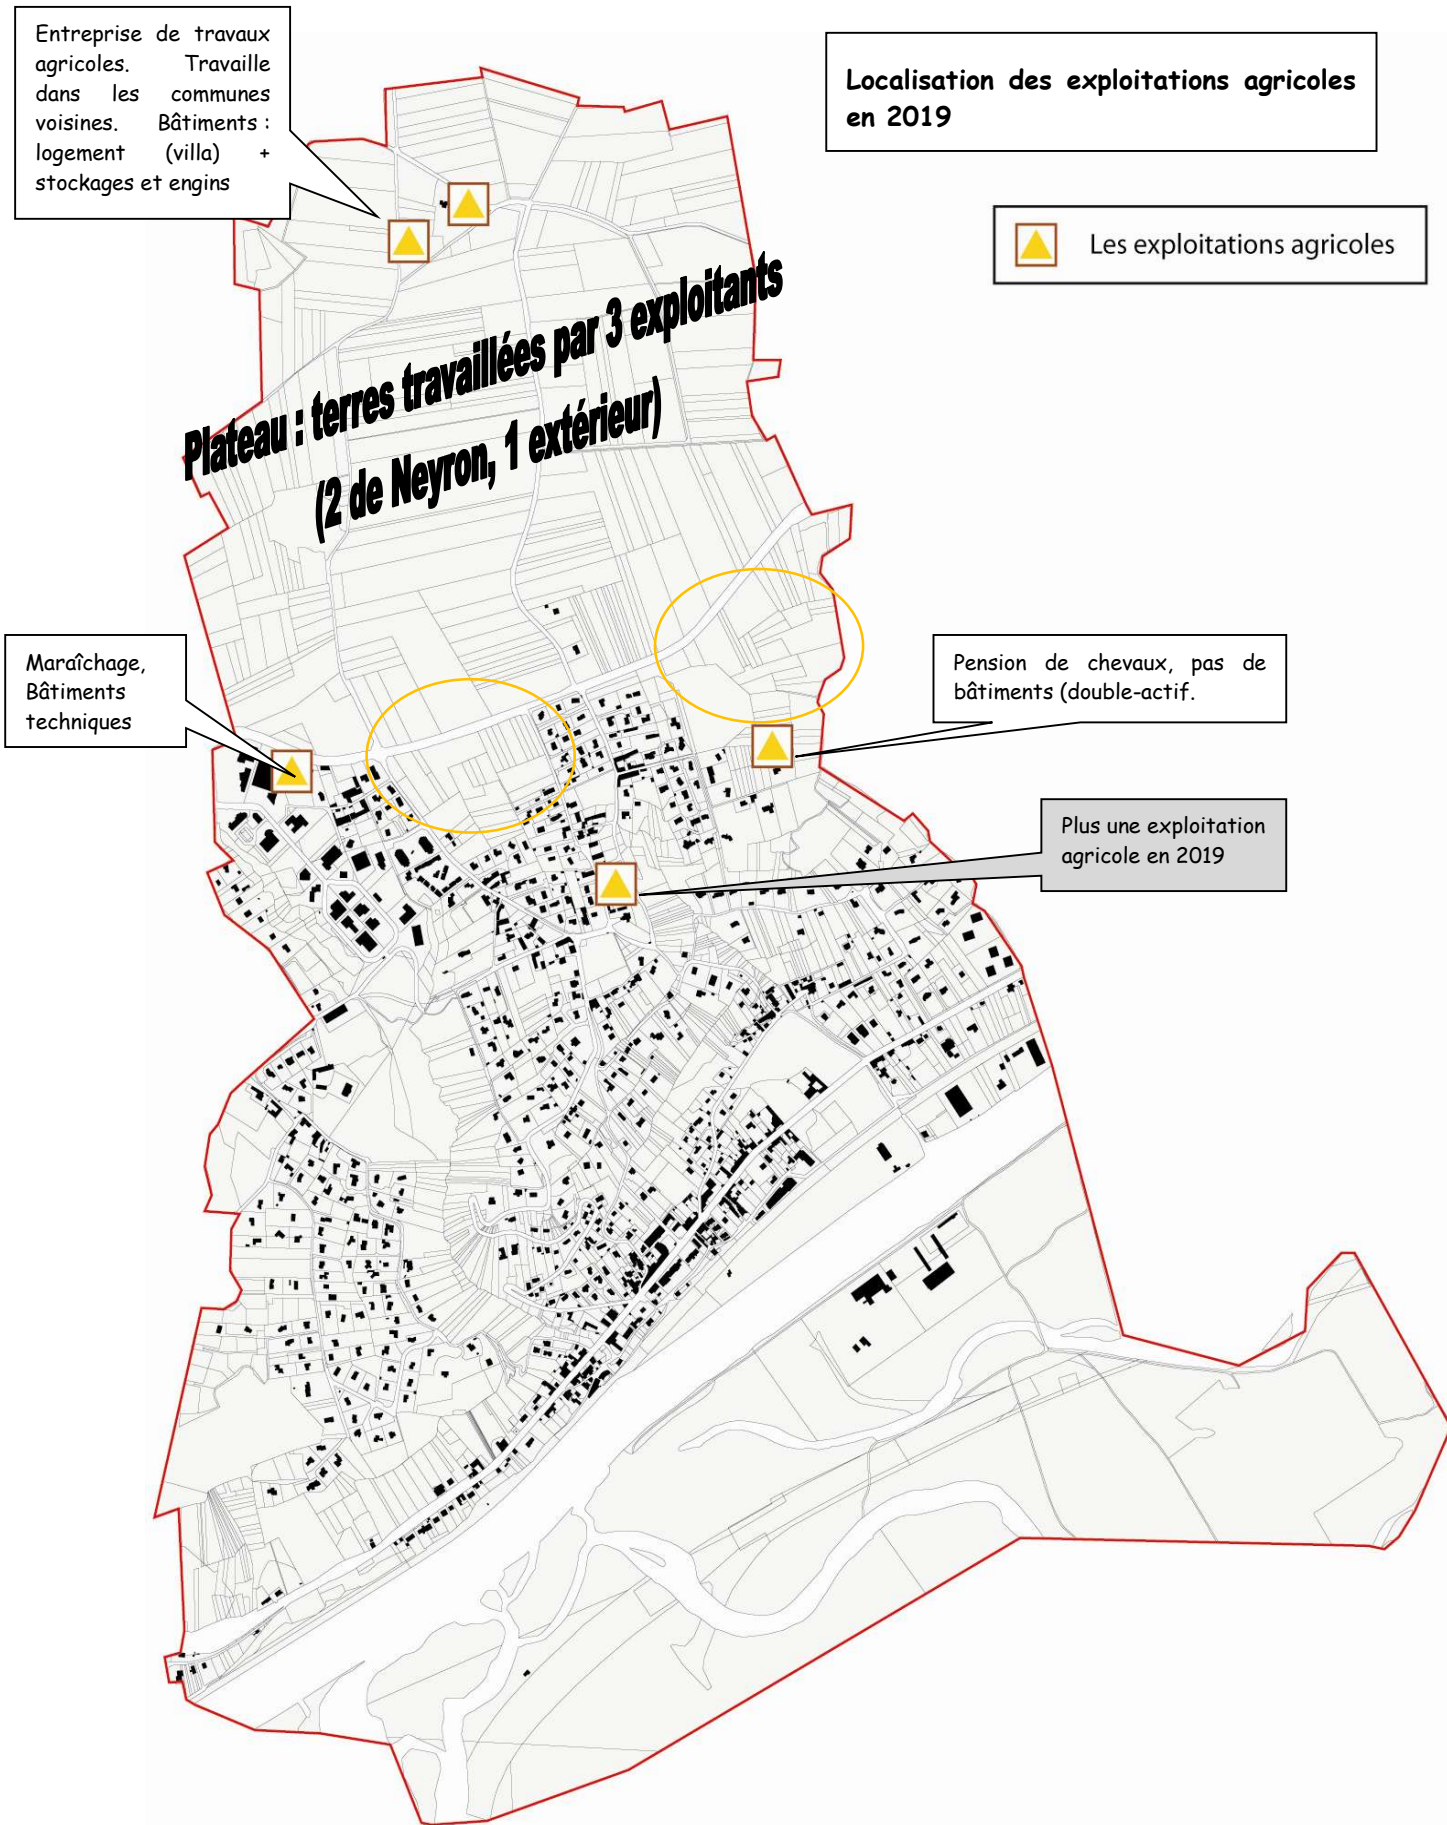 Entreprise de travaux
agricoles. Travaille
dans les communes
voisines. Bâtiments :
logement (villa) +
stockages et engins
Localisation des exploitations agricoles
en 2019
Les exploitations agricoles
Plateau : terres travaillées par 3 exploitants
(2 de Neyron, 1 extérieur)
Maraîchage,
Bâtiments
techniques
Pension de chevaux, pas de
bâtiments (double-actif.
Plus une exploitation
agricole en 2019